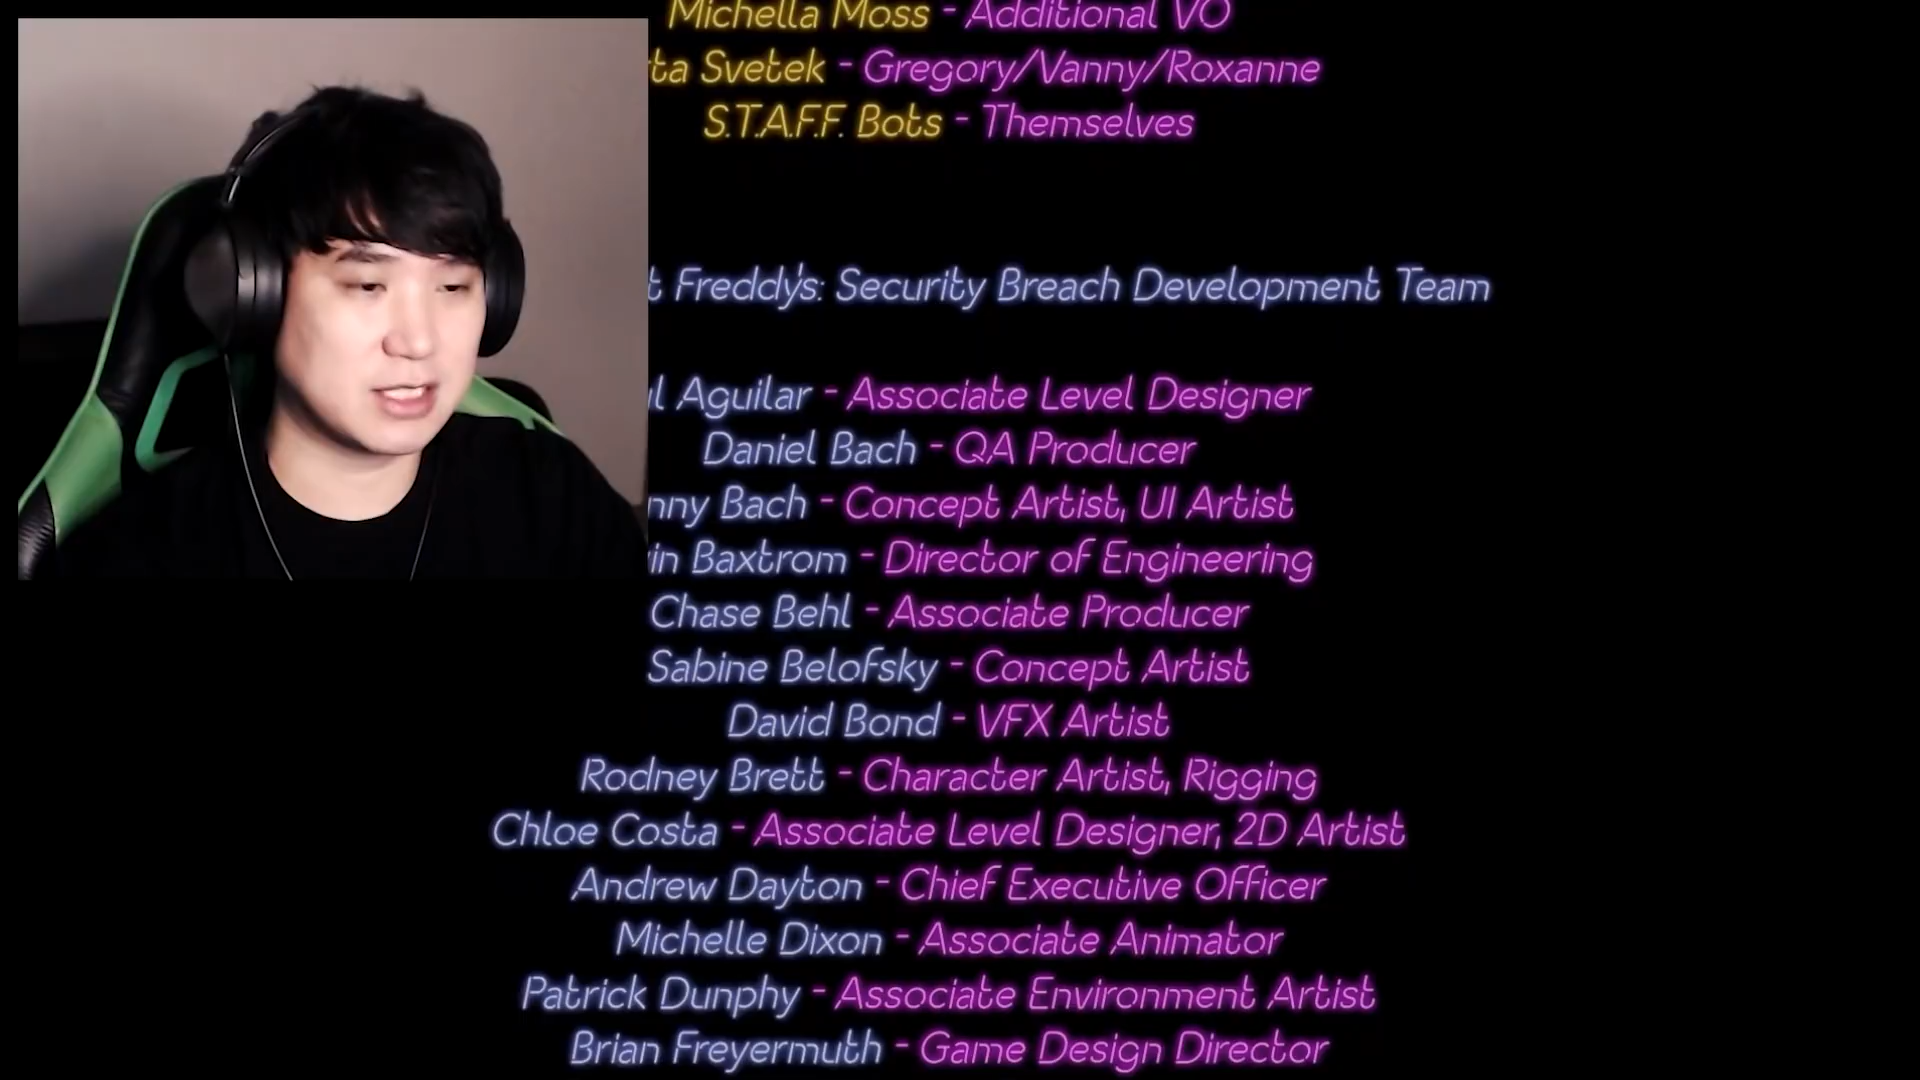 Michella Moss - Additional VO
ta Svetek - Gregory/Vanny/Roxanne
S.T.A.F.F. Bots - Themselves
t Freddy's: Security Breach Development Team
l Aguilar - Associate Level Designer
Daniel Bach - QA Producer
nny Bach - Concept Artist, UI Artist
in Baxtrom - Director of Engineering
Chase Behl - Associate Producer
Sabine Belofsky - Concept Artist
David Bond - VFX Artist
Rodney Brett - Character Artist, Rigging
Chloe Costa - Associate Level Designer, 2D Artist
Andrew Dayton - Chief Executive Officer
Michelle Dixon - Associate Animator
Patrick Dunphy - Associate Environment Artist
Brian Freyermuth - Game Design Director